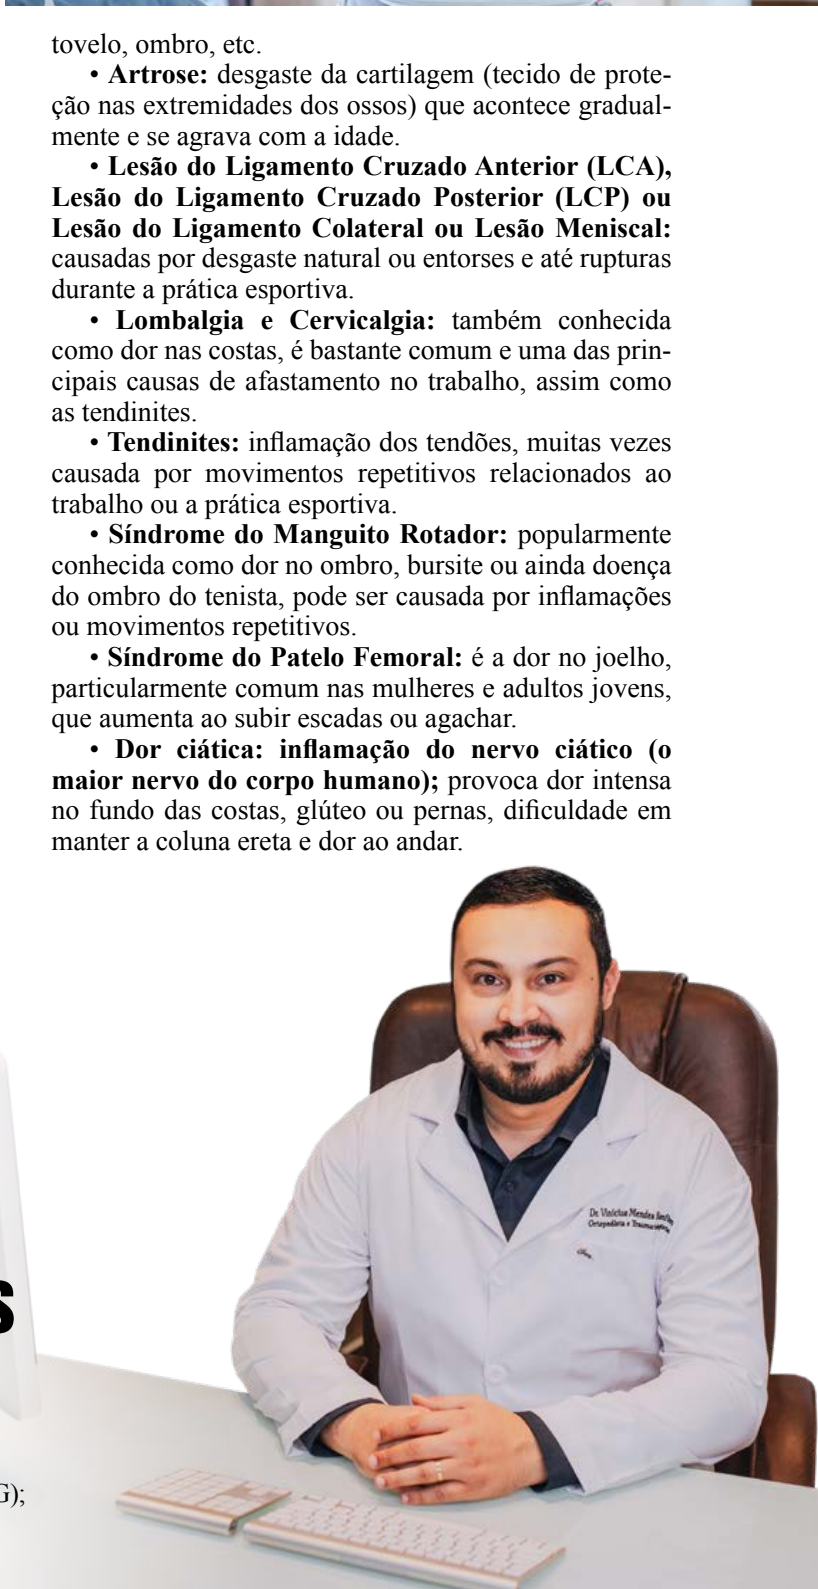 tovelo, ombro, etc.
• Artrose: desgaste da cartilagem (tecido de prote-
ção nas extremidades dos ossos) que acontece gradual-
mente e se agrava com a idade.
• Lesão do Ligamento Cruzado Anterior (LCA),
Lesão do Ligamento Cruzado Posterior (LCP) ou
Lesão do Ligamento Colateral ou Lesão Meniscal:
causadas por desgaste natural ou entorses e até rupturas
durante a prática esportiva.
• Lombalgia e Cervicalgia: também conhecida
como dor nas costas, é bastante comum e uma das prin-
cipais causas de afastamento no trabalho, assim como
as tendinites.
• Tendinites: inflamação dos tendões, muitas vezes
causada por movimentos repetitivos relacionados ao
trabalho ou a prática esportiva.
• Síndrome do Manguito Rotador: popularmente
conhecida como dor no ombro, bursite ou ainda doença
do ombro do tenista, pode ser causada por inflamações
ou movimentos repetitivos.
• Síndrome do Patelo Femoral: é a dor no joelho,
particularmente comum nas mulheres e adultos jovens,
que aumenta ao subir escadas ou agachar.
• Dor ciática: inflamação do nervo ciático (o
maior nervo do corpo humano); provoca dor intensa
no fundo das costas, glúteo ou pernas, dificuldade em
manter a coluna ereta e dor ao andar.
Dr. Vinícius Mendes
Ortopedista e
S
G);